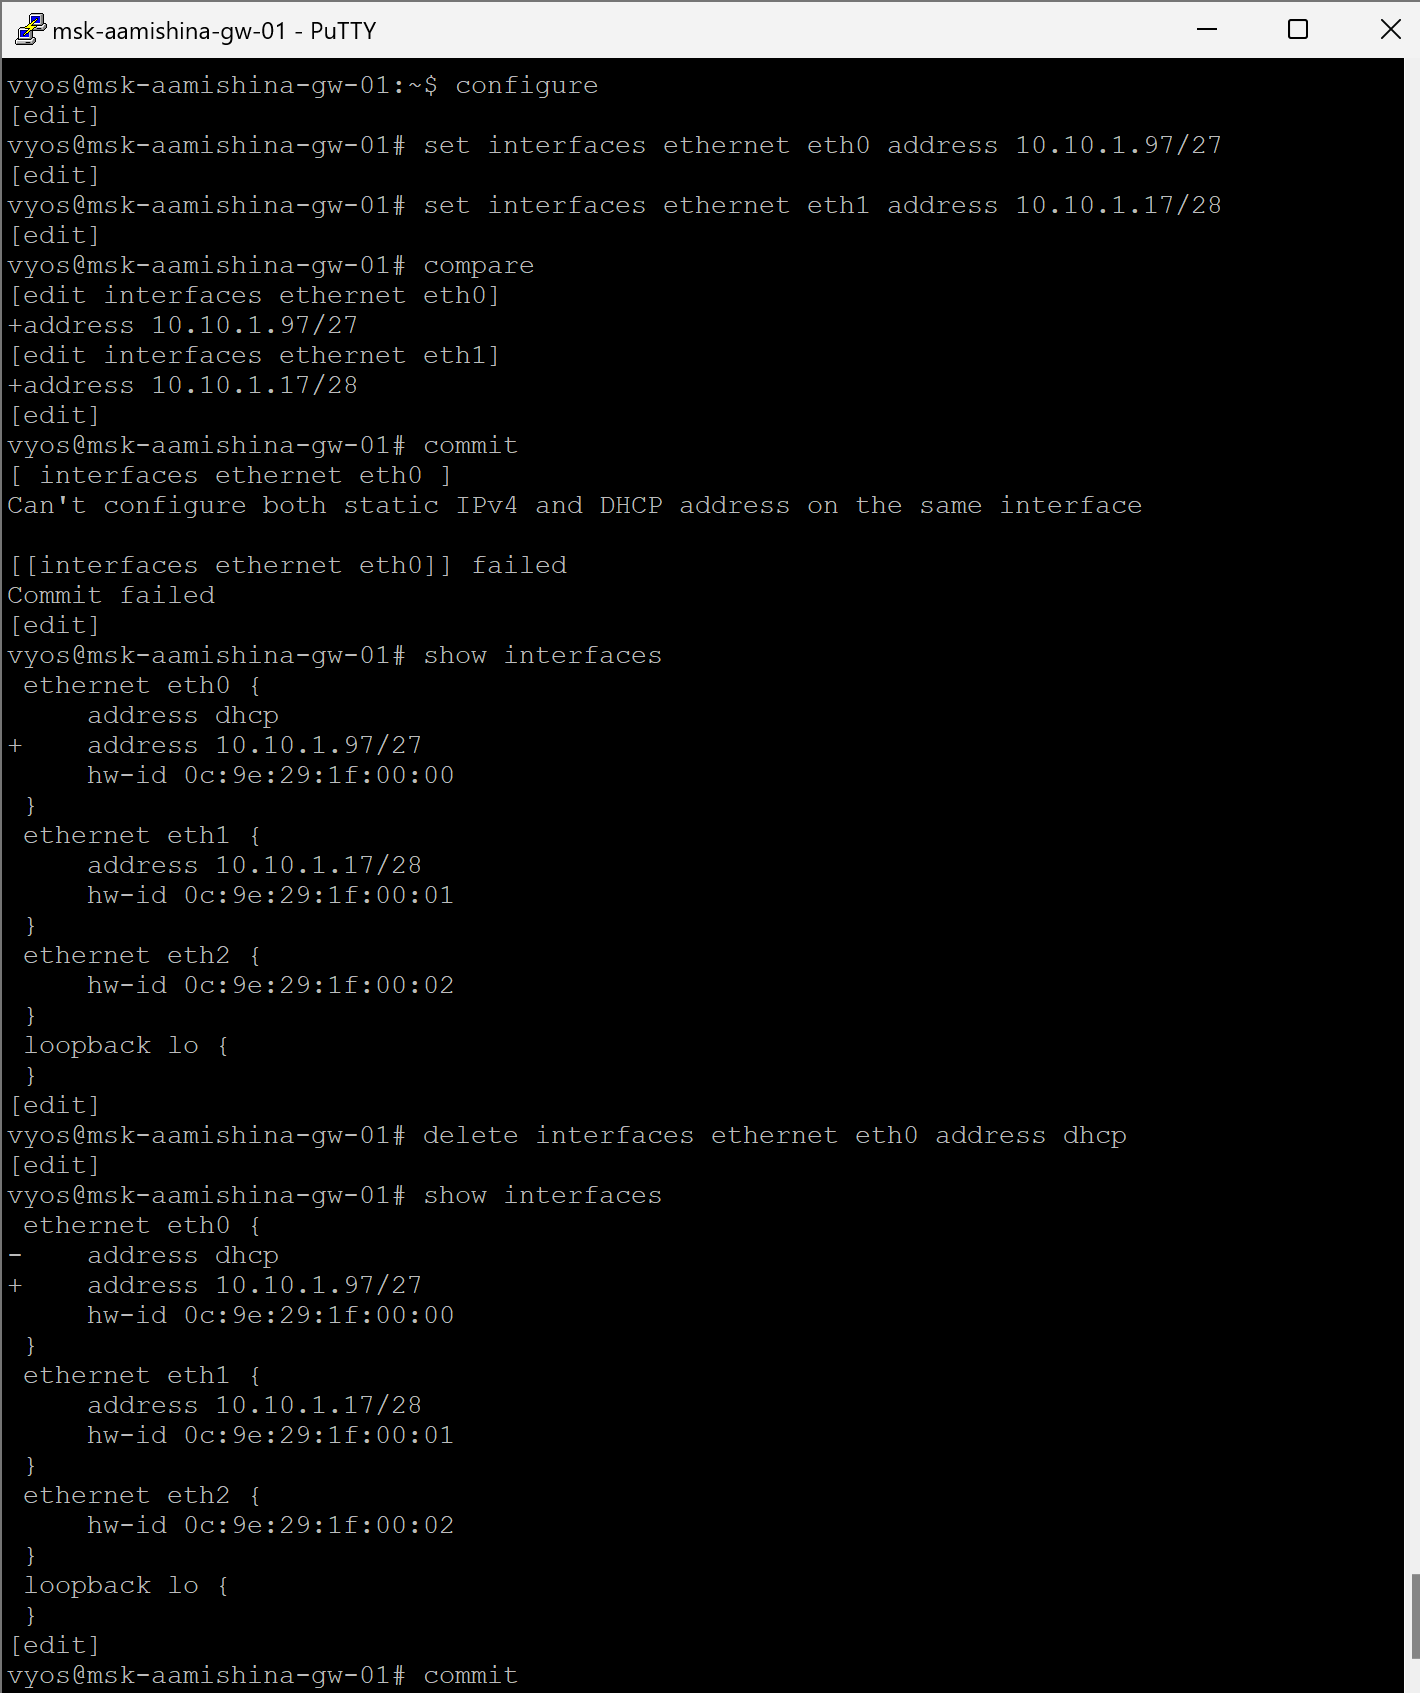 msk-aamishina-gw-01 - PuTTY
vyos@msk-aamishina-gw-01:~$ configure
[edit]
vyos@msk-aamishina-gw-01# set interfaces ethernet eth0 address 10.10.1.97/27
[edit]
vyos@msk-aamishina-gw-01# set interfaces ethernet eth1 address 10.10.1.17/28
[edit]
vyos@msk-aamishina-gw-01# compare
[edit interfaces ethernet eth0]
+address 10.10.1.97/27
[edit interfaces ethernet eth1]
+address 10.10.1.17/28
[edit]
vyos@msk-aamishina-gw-01# commit
[ interfaces ethernet eth0 ]
Can't configure both static IPv4 and DHCP address on the same interface

[[interfaces ethernet eth0]] failed
Commit failed
[edit]
vyos@msk-aamishina-gw-01# show interfaces
 ethernet eth0 {
     address dhcp
+    address 10.10.1.97/27
     hw-id 0c:9e:29:1f:00:00
 }
 ethernet eth1 {
     address 10.10.1.17/28
     hw-id 0c:9e:29:1f:00:01
 }
 ethernet eth2 {
     hw-id 0c:9e:29:1f:00:02
 }
 loopback lo {
 }
[edit]
vyos@msk-aamishina-gw-01# delete interfaces ethernet eth0 address dhcp
[edit]
vyos@msk-aamishina-gw-01# show interfaces
 ethernet eth0 {
-    address dhcp
+    address 10.10.1.97/27
     hw-id 0c:9e:29:1f:00:00
 }
 ethernet eth1 {
     address 10.10.1.17/28
     hw-id 0c:9e:29:1f:00:01
 }
 ethernet eth2 {
     hw-id 0c:9e:29:1f:00:02
 }
 loopback lo {
 }
[edit]
vyos@msk-aamishina-gw-01# commit